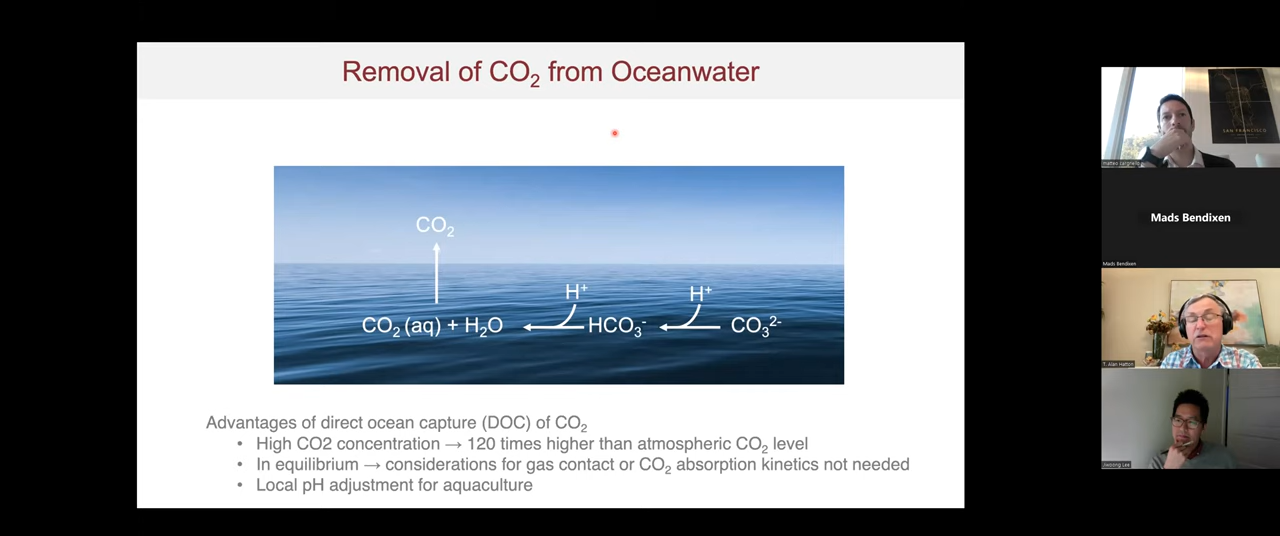 Removal of CO₂ from Oceanwater
CO₂
H⁺
H⁺
CO₂ (aq) + H₂O
HCO₃⁻
CO₃²⁻
Advantages of direct ocean capture (DOC) of CO₂
• High CO2 concentration → 120 times higher than atmospheric CO₂ level
• In equilibrium → considerations for gas contact or CO₂ absorption kinetics not needed
• Local pH adjustment for aquaculture
SAN FRANCISCO
Mads Bendixen
Mads Bendixen
T. Alan Hatton